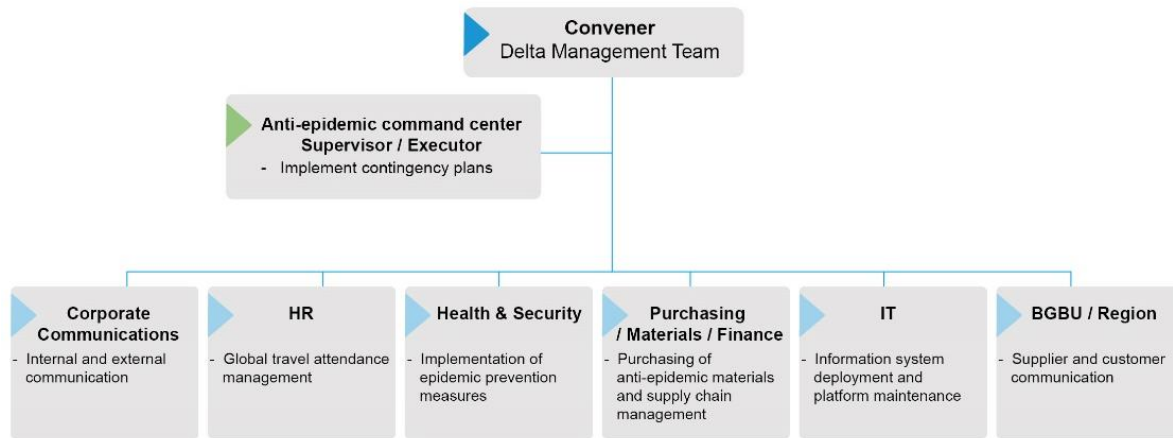 Convener
Delta Management Team
Anti-epidemic command center
Supervisor / Executor
- Implement contingency plans
Corporate
Communications
- Internal and external
communication
HR
- Global travel attendance
management
Health & Security
- Implementation of
epidemic prevention
measures
Purchasing
/ Materials / Finance
- Purchasing of
anti-epidemic materials
and supply chain
management
IT
- Information system
deployment and
platform maintenance
BGBU / Region
- Supplier and customer
communication